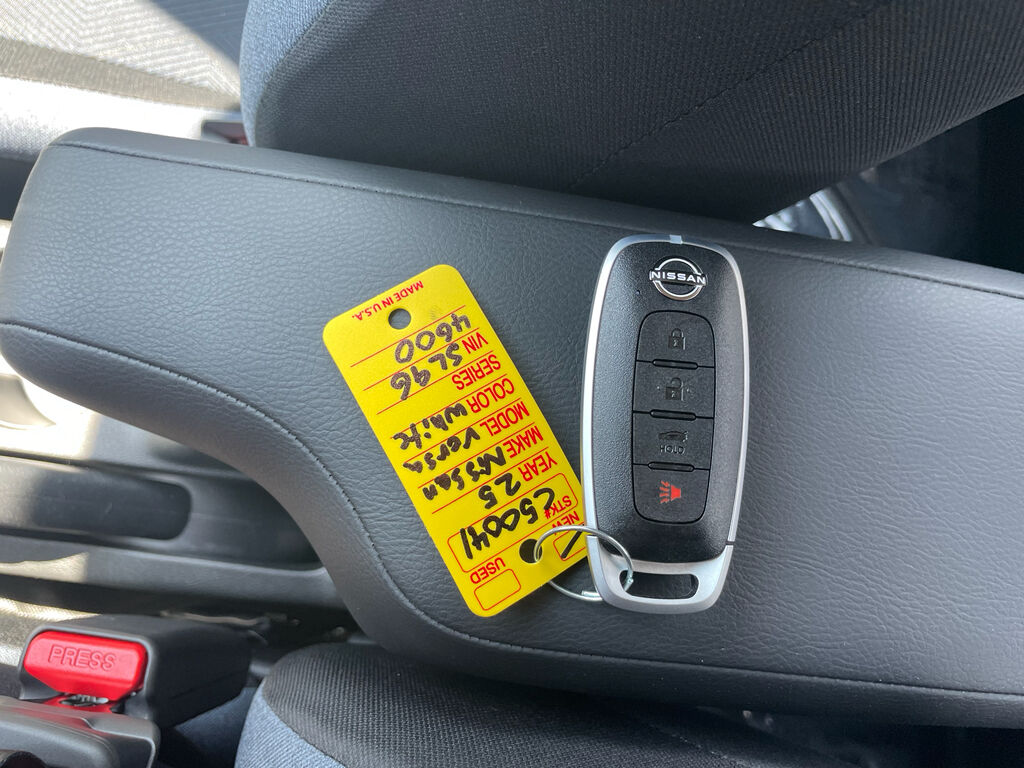 NISSAN
HOLD
NEW USED
STK# C50041
YEAR 25
MAKE NISSan
MODEL Versa
COLOR White
SERIES
VIN SL96
4600
MADE IN U.S.A.
PRESS